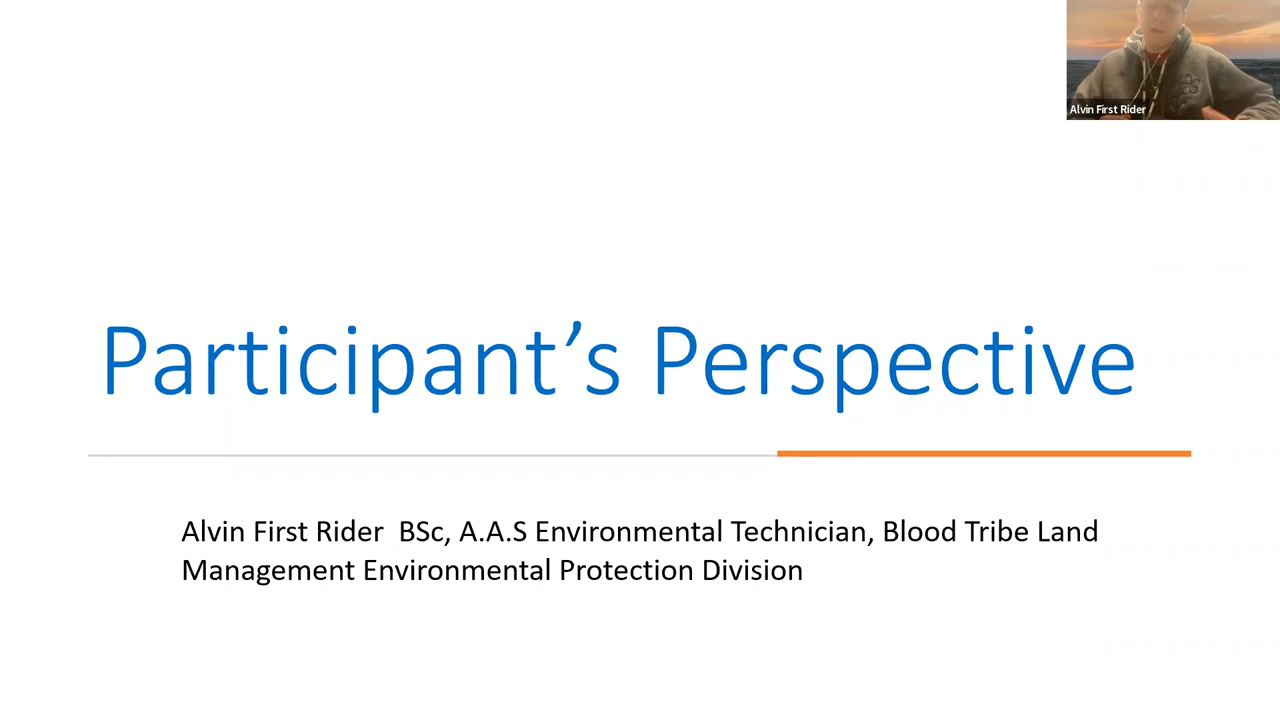 Alvin First Rider
Participant’s Perspective
Alvin First Rider  BSc, A.A.S Environmental Technician, Blood Tribe Land
Management Environmental Protection Division